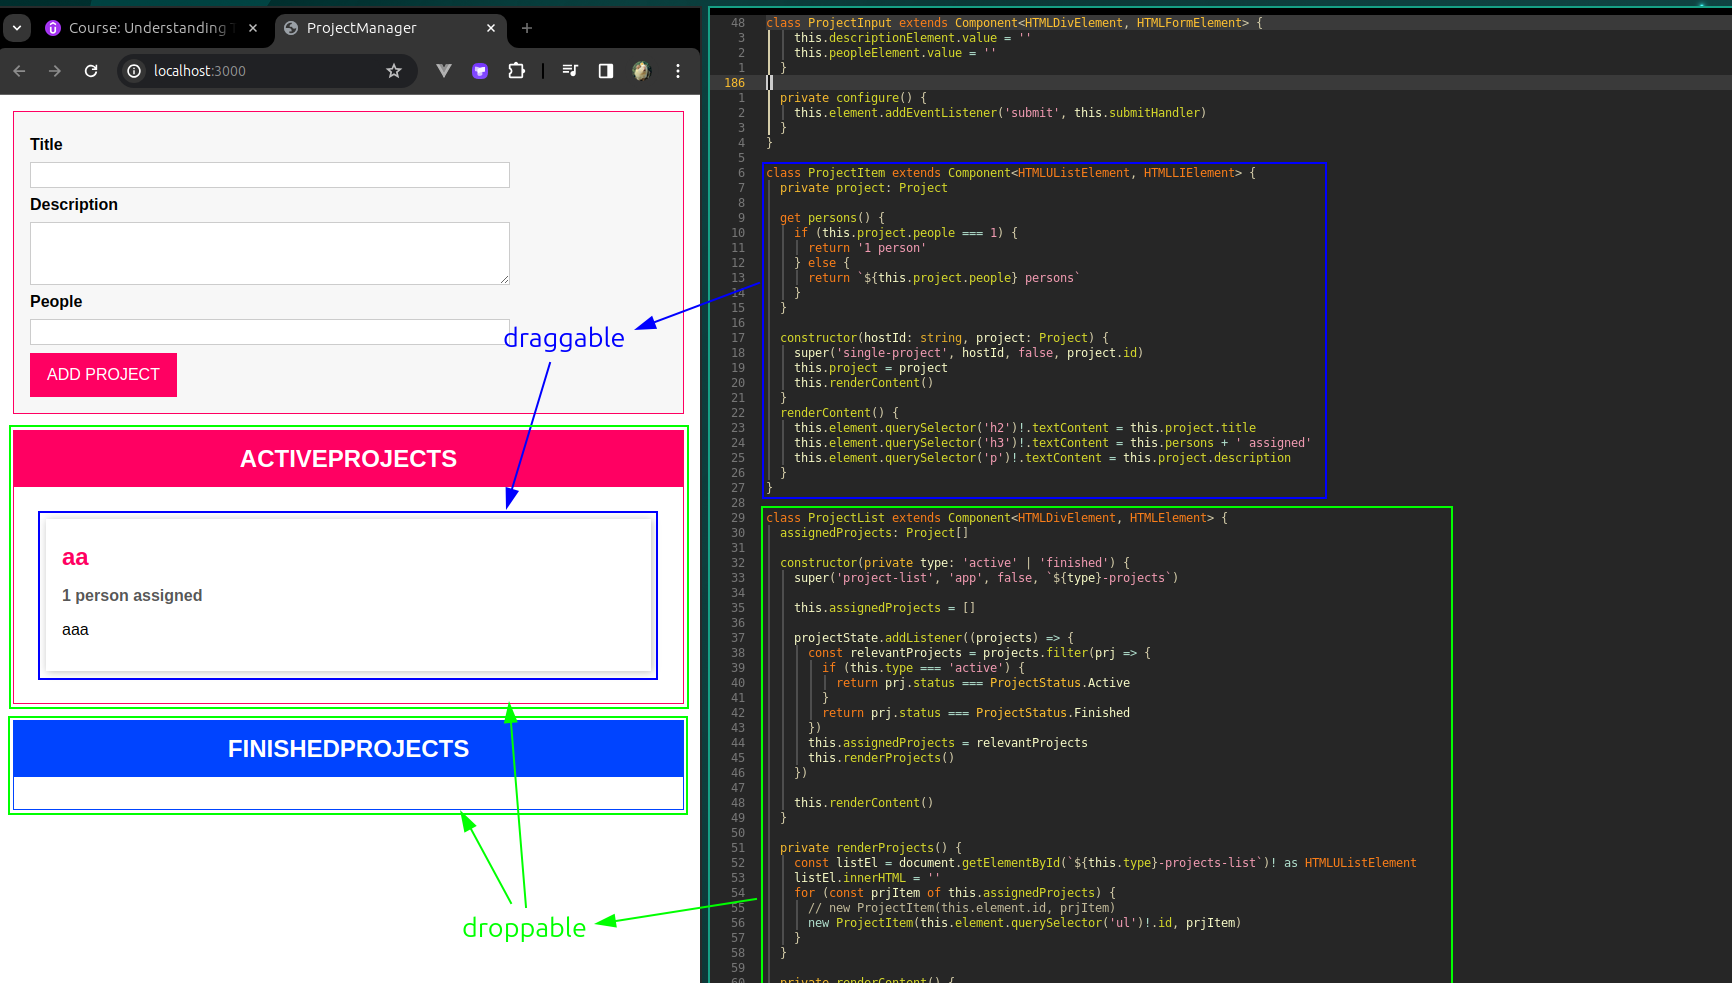 Course: Understanding T
ProjectManager
localhost:3000
Title
Description
People
ADD PROJECT
draggable
ACTIVEPROJECTS
aa
1 person assigned
aaa
FINISHEDPROJECTS
droppable
48 class ProjectInput extends Component<HTMLDivElement, HTMLFormElement> {
3 this.descriptionElement.value = ''
2 this.peopleElement.value = ''
1 }
186
1 private configure() {
2 this.element.addEventListener('submit', this.submitHandler)
3 }
4 }
5
6 class ProjectItem extends Component<HTMLUListElement, HTMLLIElement> {
7 private project: Project
8
9 get persons() {
10 if (this.project.people === 1) {
11 return '1 person'
12 } else {
13 return `${this.project.people} persons`
14 }
15 }
16
17 constructor(hostId: string, project: Project) {
18 super('single-project', hostId, false, project.id)
19 this.project = project
20 this.renderContent()
21 }
22 renderContent() {
23 this.element.querySelector('h2')!.textContent = this.project.title
24 this.element.querySelector('h3')!.textContent = this.persons + ' assigned'
25 this.element.querySelector('p')!.textContent = this.project.description
26 }
27 }
28
29 class ProjectList extends Component<HTMLDivElement, HTMLElement> {
30 assignedProjects: Project[]
31
32 constructor(private type: 'active' | 'finished') {
33 super('project-list', 'app', false, `${type}-projects`)
34
35 this.assignedProjects = []
36
37 projectState.addListener((projects) => {
38 const relevantProjects = projects.filter(prj => {
39 if (this.type === 'active') {
40 return prj.status === ProjectStatus.Active
41 }
42 return prj.status === ProjectStatus.Finished
43 })
44 this.assignedProjects = relevantProjects
45 this.renderProjects()
46 })
47
48 this.renderContent()
49 }
50
51 private renderProjects() {
52 const listEl = document.getElementById(`${this.type}-projects-list`)! as HTMLUListElement
53 listEl.innerHTML = ''
54 for (const prjItem of this.assignedProjects) {
55 // new ProjectItem(this.element.id, prjItem)
56 new ProjectItem(this.element.querySelector('ul')!.id, prjItem)
57 }
58 }
59
60 private renderContent() {